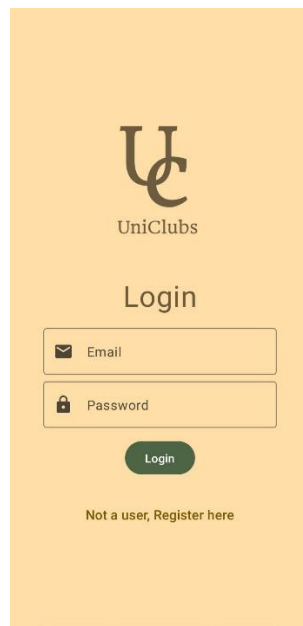 UC
UniClubs
Login
Email
Password
Login
Not a user, Register here